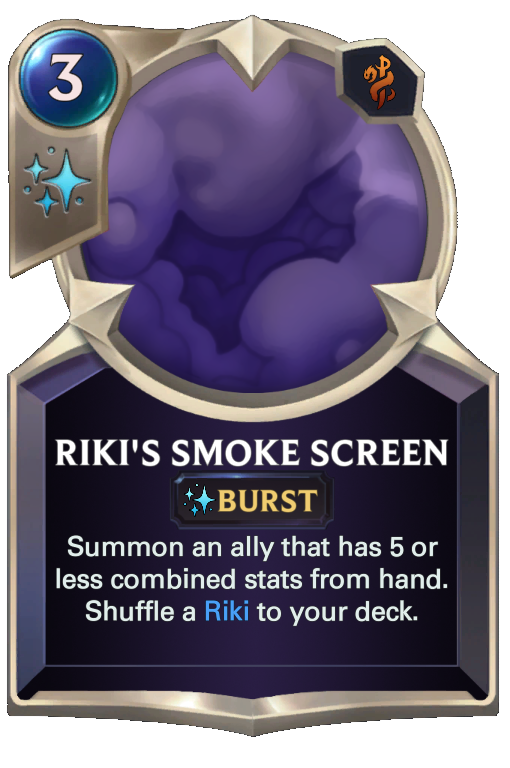 3
RIKI'S SMOKE SCREEN
BURST
Summon an ally that has 5 or
less combined stats from hand.
Shuffle a Riki to your deck.